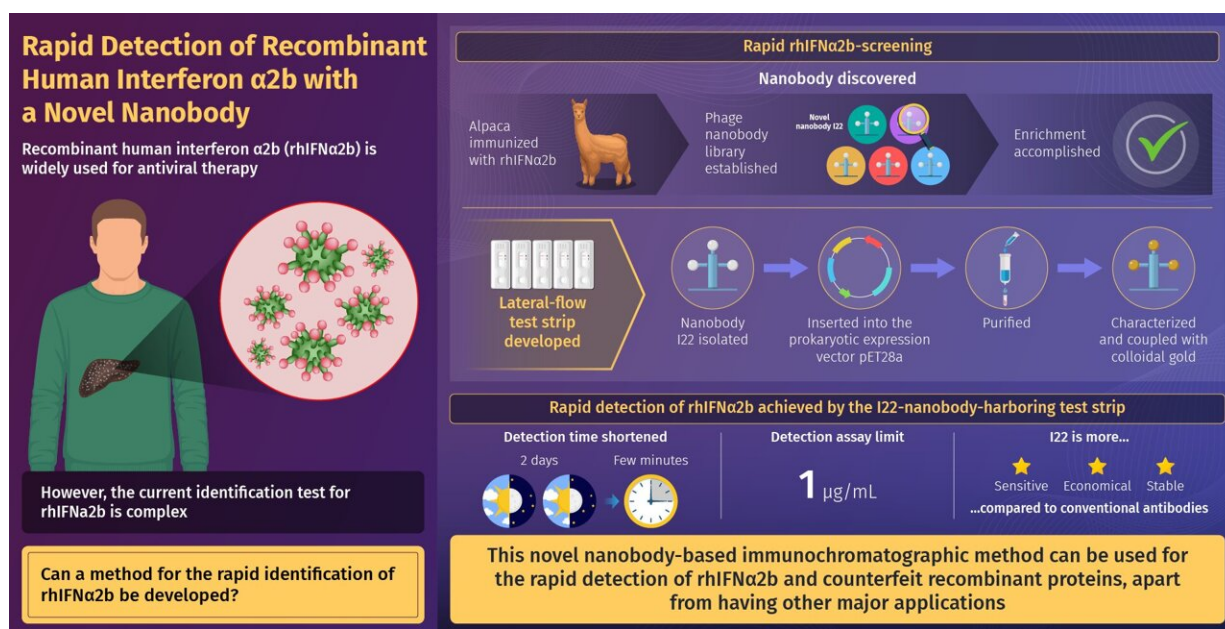 Rapid Detection of Recombinant
Human Interferon α2b with
a Novel Nanobody
Recombinant human interferon α2b (rhIFNα2b) is
widely used for antiviral therapy
However, the current identification test for
rhIFNa2b is complex
Can a method for the rapid identification of
rhIFNα2b be developed?
Rapid rhIFNα2b-screening
Nanobody discovered
Alpaca
immunized
with rhIFNα2b
Phage
nanobody
library
established
Novel
nanobody I22
Enrichment
accomplished
Lateral-flow
test strip
developed
Nanobody
I22 isolated
Inserted into the
prokaryotic expression
vector pET28a
Purified
Characterized
and coupled with
colloidal gold
Rapid detection of rhIFNα2b achieved by the I22-nanobody-harboring test strip
Detection time shortened
2 days
Few minutes
Detection assay limit
1 µg/mL
I22 is more...
Sensitive Economical Stable
...compared to conventional antibodies
This novel nanobody-based immunochromatographic method can be used for
the rapid detection of rhIFNα2b and counterfeit recombinant proteins, apart
from having other major applications